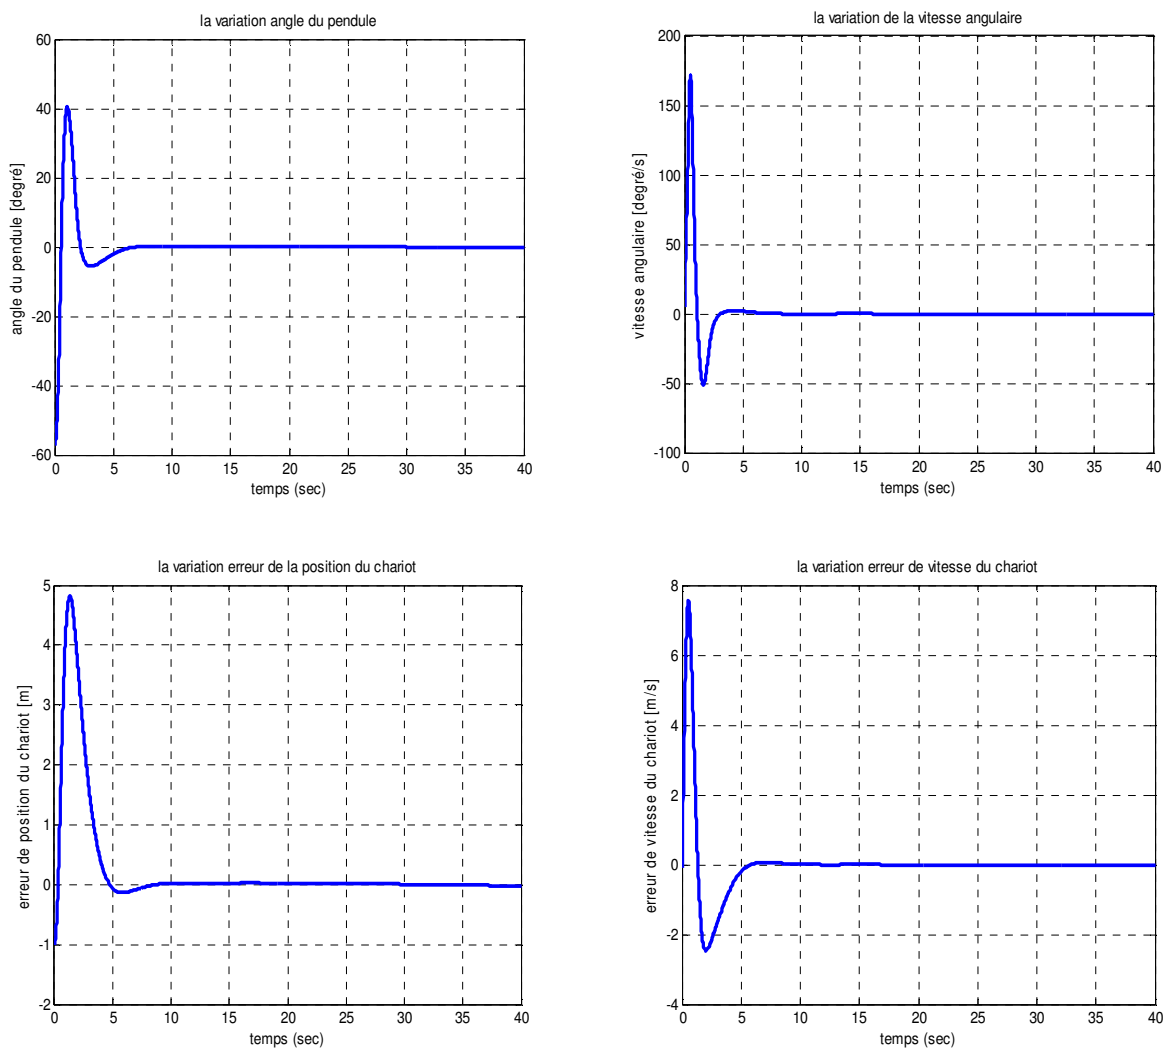 la variation angle du pendule
60
40
20
0
-20
-40
-60
angle du pendule [degré]
0 5 10 15 20 25 30 35 40
temps (sec)
la variation de la vitesse angulaire
200
150
100
50
0
-50
-100
vitesse angulaire [degré/s]
0 5 10 15 20 25 30 35 40
temps (sec)
la variation erreur de la position du chariot
5
4
3
2
1
0
-1
-2
erreur de position du chariot [m]
0 5 10 15 20 25 30 35 40
temps (sec)
la variation erreur de vitesse du chariot
8
6
4
2
0
-2
-4
erreur de vitesse du chariot [m/s]
0 5 10 15 20 25 30 35 40
temps (sec)